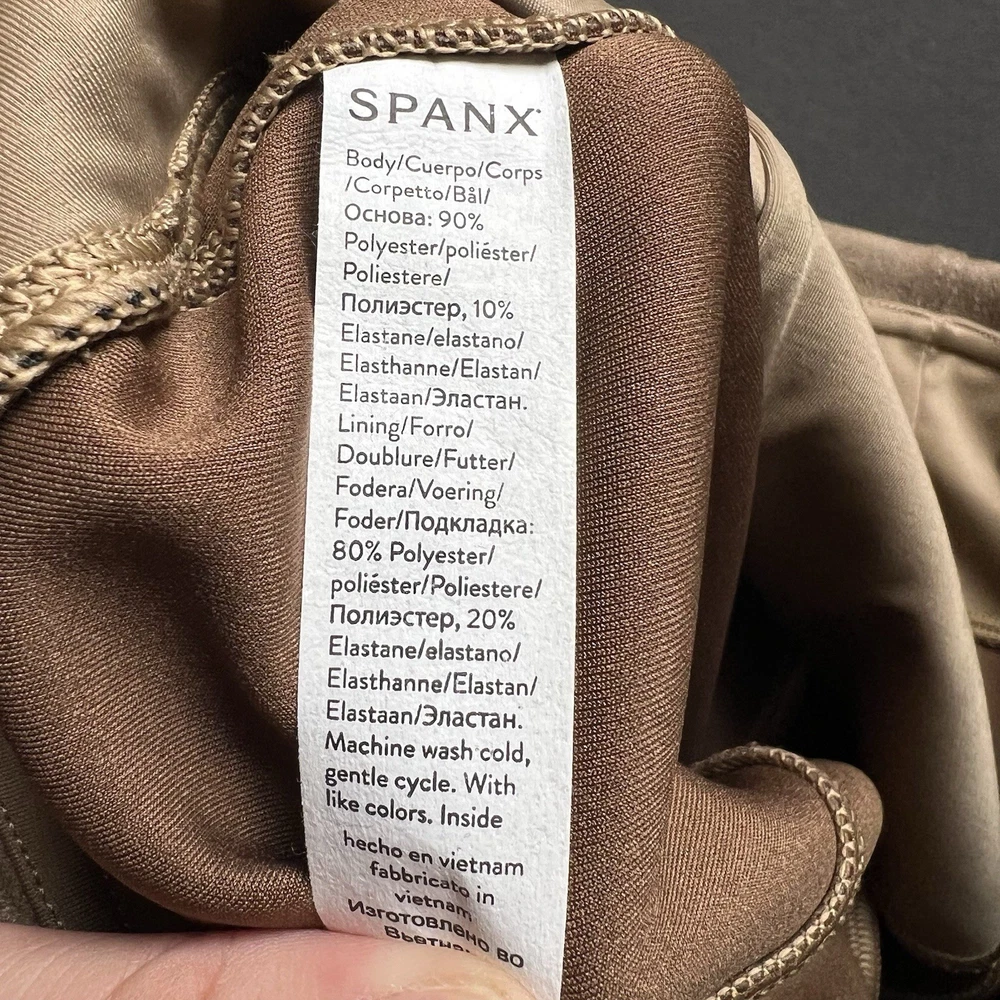 SPANX
Body/Cuerpo/Corps
/Corpetto/Bål/
Основа: 90%
Polyester/poliéster/
Poliestere/
Полиэстер, 10%
Elastane/elastano/
Elasthanne/Elastan/
Elastaan/Эластан.
Lining/Forro/
Doublure/Futter/
Fodera/Voering/
Foder/Подкладка:
80% Polyester/
poliéster/Poliestere/
Полиэстер, 20%
Elastane/elastano/
Elasthanne/Elastan/
Elastaan/Эластан.
Machine wash cold,
gentle cycle. With
like colors. Inside
hecho en vietnam
fabbricato in
vietnam
Изготовлено во